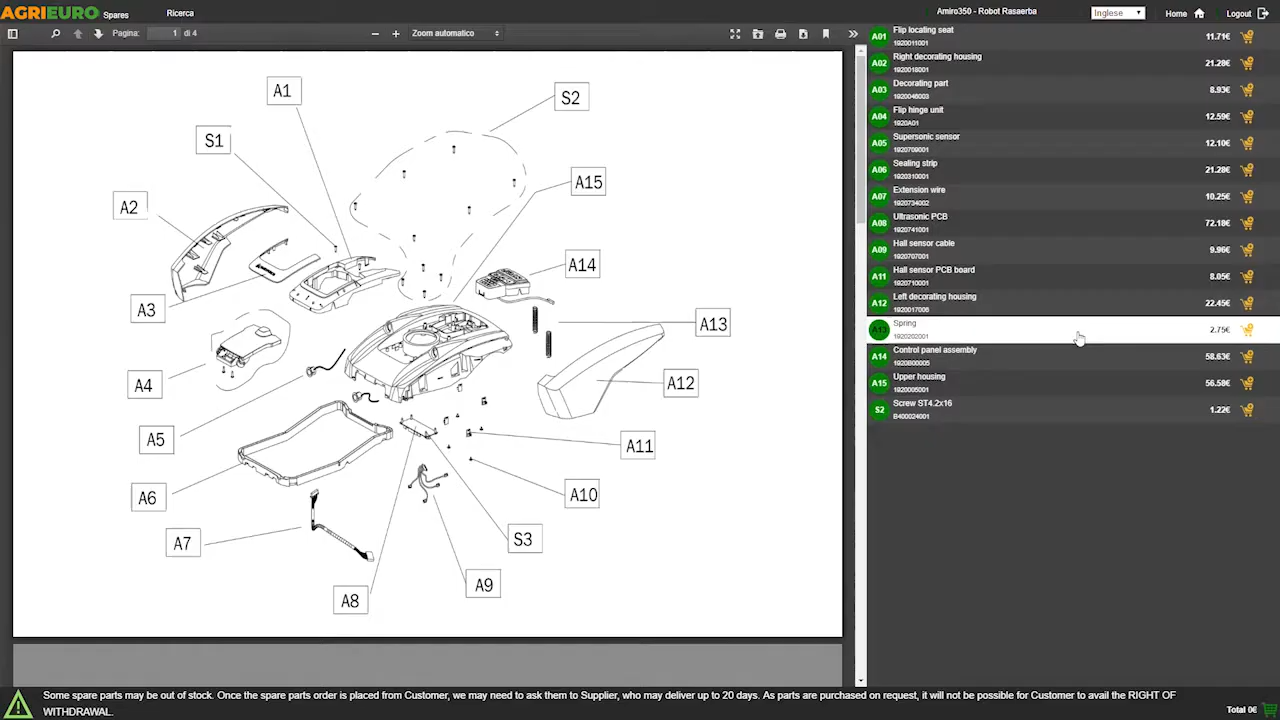 AGRIEURO Spares Ricerca Amiro350 - Robot Rasaerba Inglese Home Logout
Pagina: 1 di 4 Zoom automatico
A1
S2
S1
A15
A2
A14
A3
A13
A4
A12
A5
A11
A6
A10
A7
S3
A9
A8
A01 Flip locating seat 11.71€
1920011001
A02 Right decorating housing 21.28€
1920018001
A03 Decorating part 8.93€
1920046003
A04 Flip hinge unit 12.59€
1920A01
A05 Supersonic sensor 12.10€
1920709001
A06 Sealing strip 21.28€
1920310001
A07 Extension wire 10.25€
1920734002
A08 Ultrasonic PCB 72.18€
1920741001
A09 Hall sensor cable 9.96€
1920707001
A11 Hall sensor PCB board 8.05€
1920710001
A12 Left decorating housing 22.45€
1920017006
A13 Spring 2.75€
1920202001
A14 Control panel assembly 58.63€
A15 Upper housing 56.58€
1920005001
S2 Screw ST4.2x16 1.22€
B400024001
Some spare parts may be out of stock. Once the spare parts order is placed from Customer, we may need to ask them to Supplier, who may deliver up to 20 days. As parts are purchased on request, it will not be possible for Customer to avail the RIGHT OF
WITHDRAWAL.
Total 0€